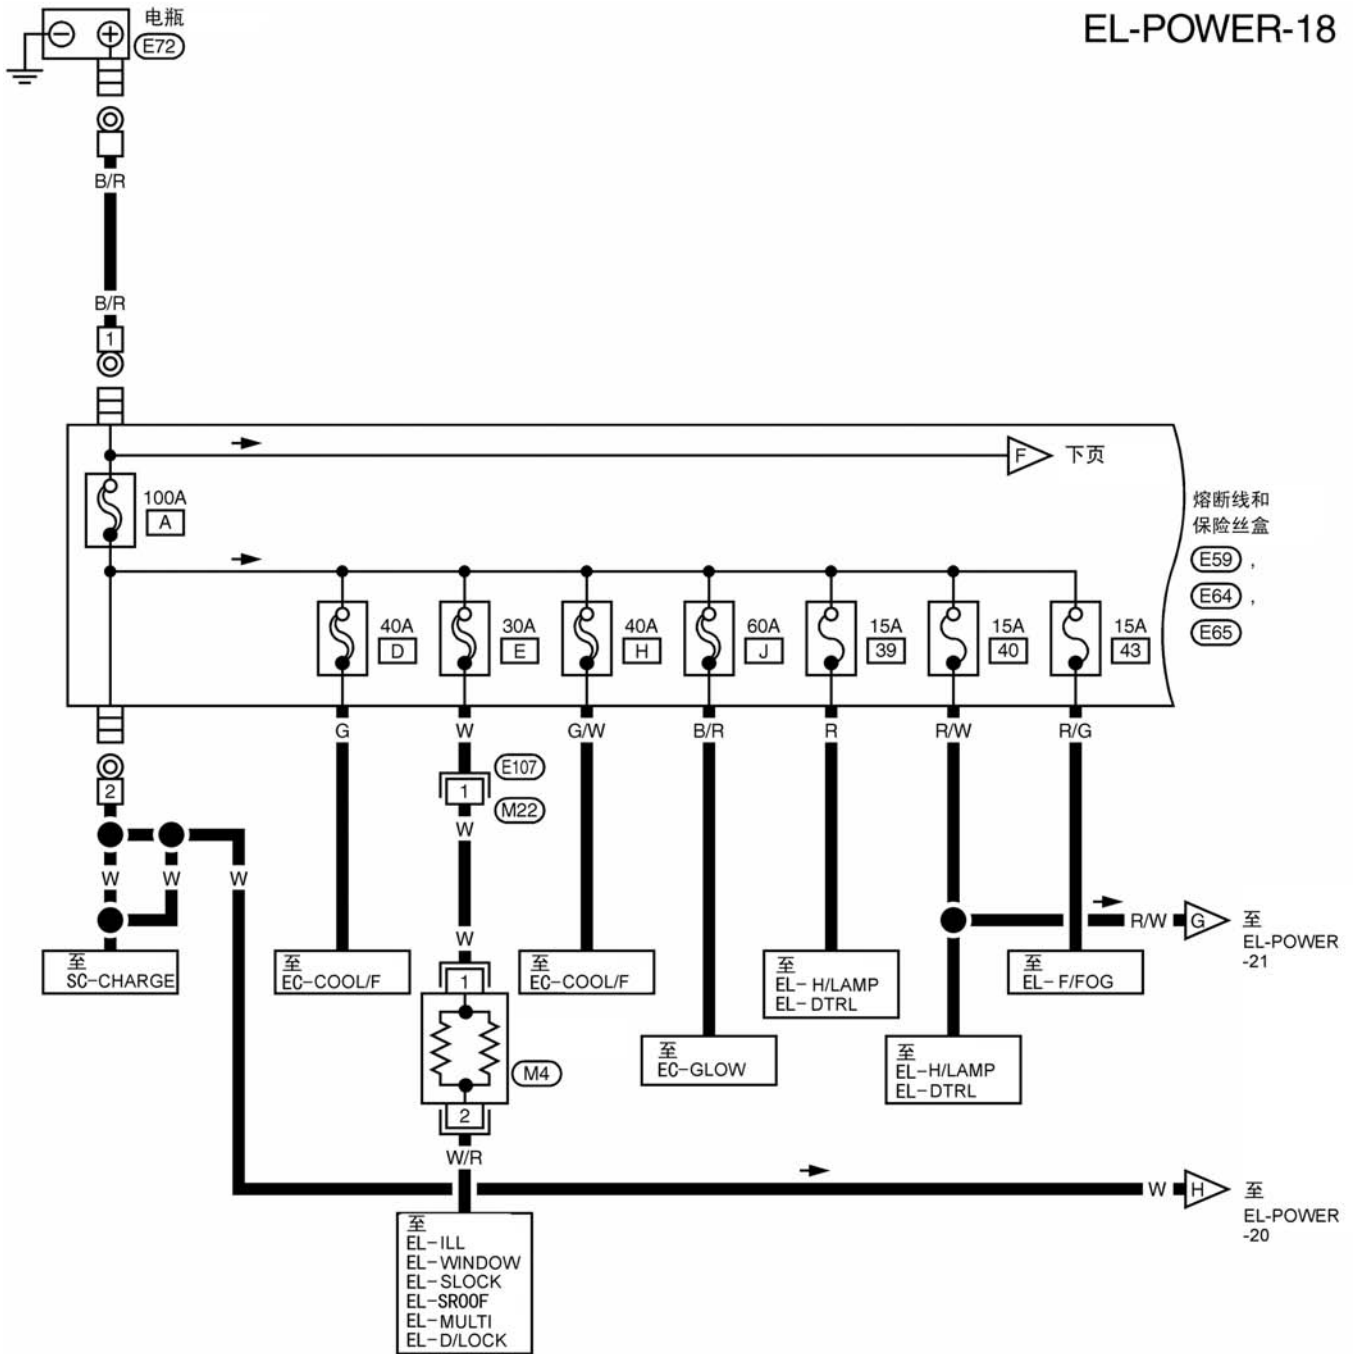 电瓶
E72
EL-POWER-18
B/R
B/R
1
F
下页
100A
A
熔断线和
保险丝盒
E59 ,
E64 ,
E65
40A
D
30A
E
40A
H
60A
J
15A
39
15A
40
15A
43
G
W
G/W
B/R
R
R/W
R/G
E107
1
M22
2
W
W
W
W
W
R/W
G
至
EL-POWER
-21
至
SC-CHARGE
至
EC-COOL/F
1
至
EC-COOL/F
至
EL-H/LAMP
EL-DTRL
至
EL-F/FOG
M4
至
EC-GLOW
至
EL-H/LAMP
EL-DTRL
2
W/R
W
H
至
EL-POWER
-20
至
EL-ILL
EL-WINDOW
EL-SLOCK
EL-SROOF
EL-MULTI
EL-D/LOCK